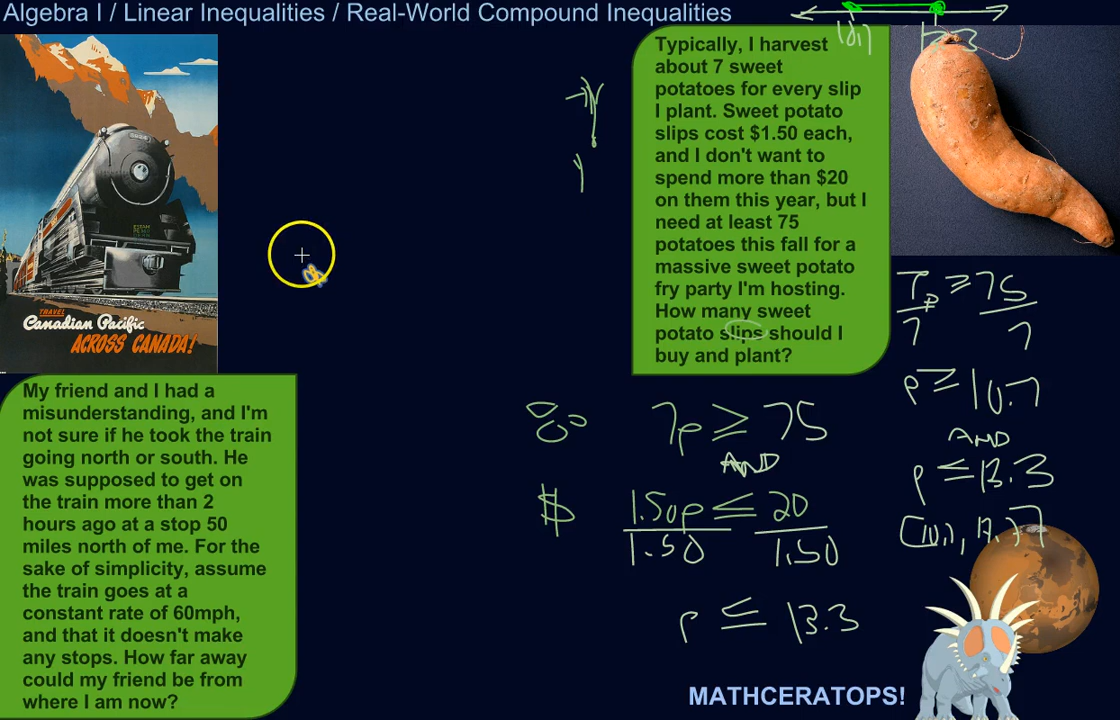 Algebra I / Linear Inequalities / Real-World Compound Inequalities
TRAVEL
Canadian Pacific
ACROSS CANADA!
My friend and I had a
misunderstanding, and I'm
not sure if he took the train
going north or south. He
was supposed to get on
the train more than 2
hours ago at a stop 50
miles north of me. For the
sake of simplicity, assume
the train goes at a
constant rate of 60mph,
and that it doesn't make
any stops. How far away
could my friend be from
where I am now?
Typically, I harvest
about 7 sweet
potatoes for every slip
I plant. Sweet potato
slips cost $1.50 each,
and I don't want to
spend more than $20
on them this year, but I
need at least 75
potatoes this fall for a
massive sweet potato
fry party I'm hosting.
How many sweet
potato slips should I
buy and plant?
7p ≥ 75
AND
$ 1.50p ≤ 20
1.50 1.50
p ≤ 13.3
7p ≥ 75
7 7
p ≥ 10.7
AND
p ≤ 13.3
MATHCERATOPS!